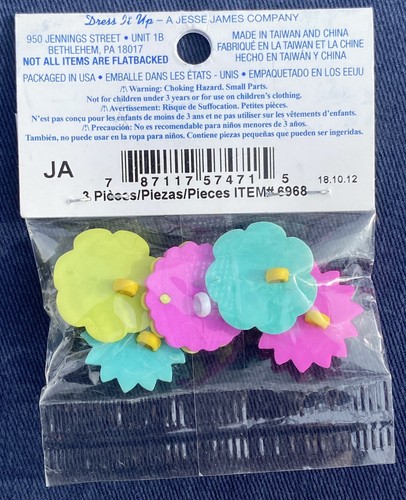 Dress It Up – A JESSE JAMES COMPANY
950 JENNINGS STREET • UNIT 1B
BETHLEHEM, PA 18017
NOT ALL ITEMS ARE FLATBACKED
MADE IN TAIWAN AND CHINA
FABRIQUÉ EN LA TAIWAN ET LA CHINE
HECHO EN TAIWÁN Y CHINA
PACKAGED IN USA • EMBALLE DANS LES ÉTATS - UNIS • EMPAQUETADO EN LOS EEUU
⚠ Warning: Choking Hazard. Small Parts.
Not for children under 3 years or for use on children's clothing.
⚠ Avertisement: Risque de Suffocation. Petites pièces.
N'est pas conçu pour les enfants de moins de 3 ans et ne pas utiliser sur les vêtements d'enfants.
⚠ Precaución: No es recomendable para niños menores de 3 años.
También, no puede usar en la ropa para niños. Contiene piezas pequeñas que pueden ser ingeridas.
JA
7 87117 57471 5
18.10.12
3 Pièces/Piezas/Pieces ITEM# 6968